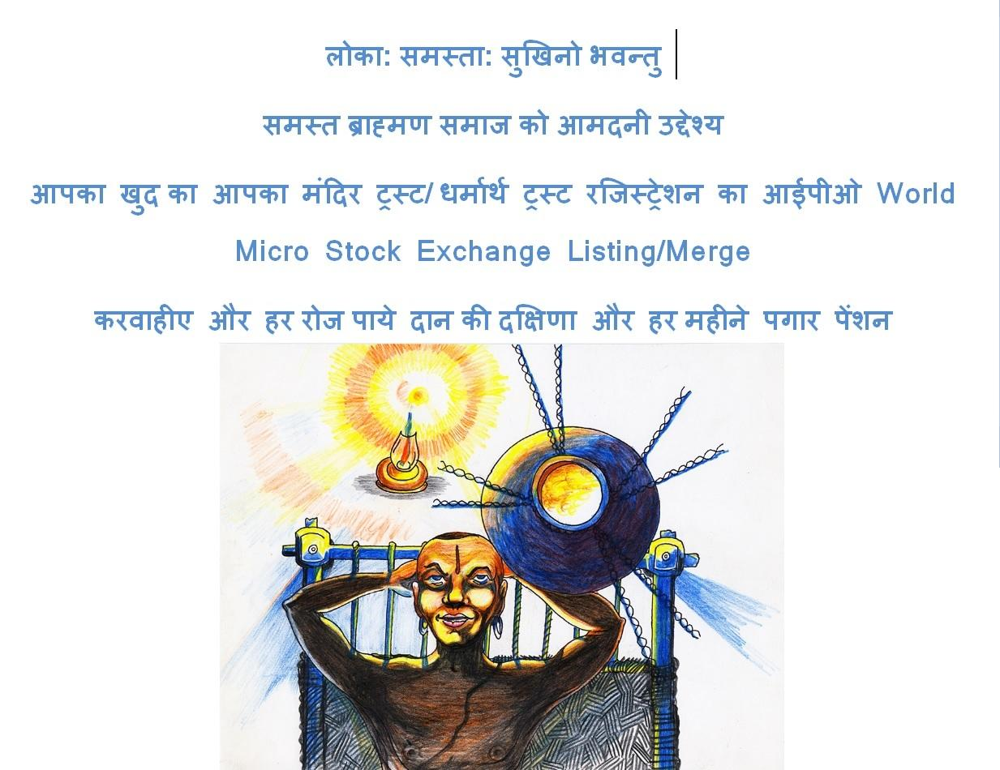 लोका: समस्ता: सुखिनो भवन्तु
समस्त ब्राह्मण समाज को आमदनी उद्देश्य
आपका खुद का आपका मंदिर ट्रस्ट/ धर्मार्थ ट्रस्ट रजिस्ट्रेशन का आईपीओ World
Micro Stock Exchange Listing/Merge
करवाहीए और हर रोज पाये दान की दक्षिणा और हर महीने पगार पेंशन